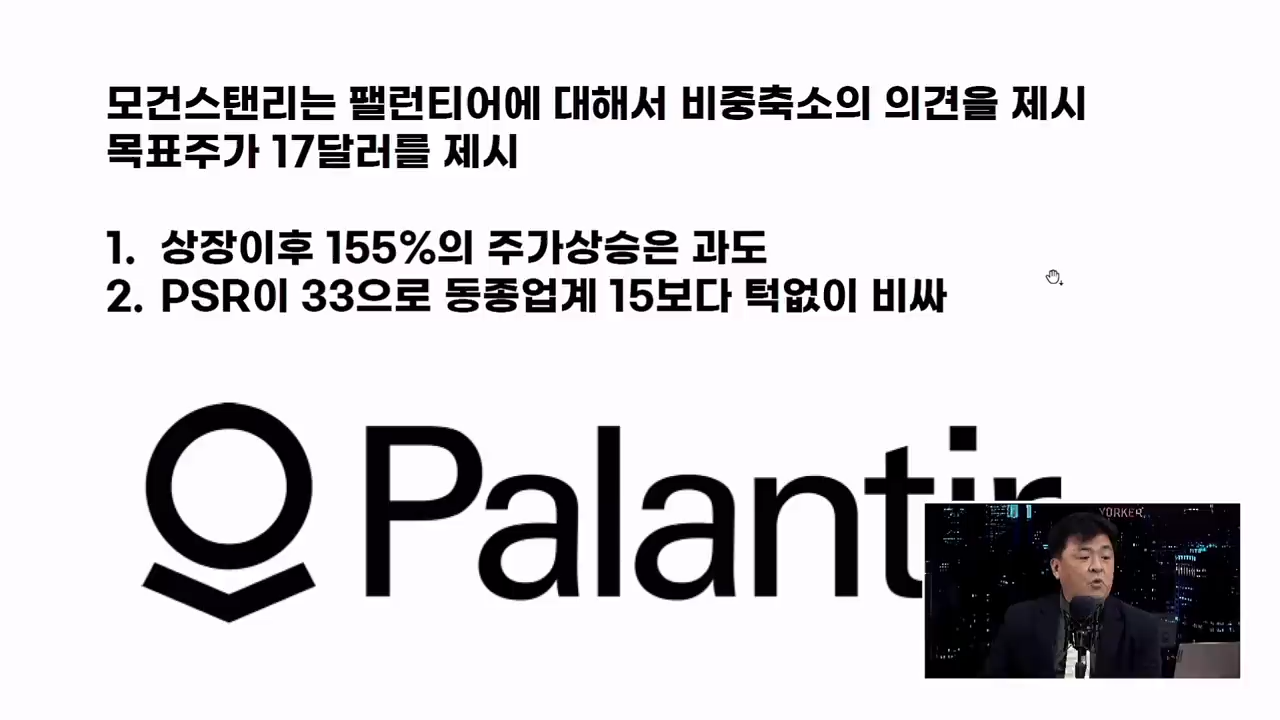 모건스탠리는 팰런티어에 대해서 비중축소의 의견을 제시
목표주가 17달러를 제시
1. 상장이후 155%의 주가상승은 과도
2. PSR이 33으로 동종업계 15보다 턱없이 비싸
Palantir
YORKER